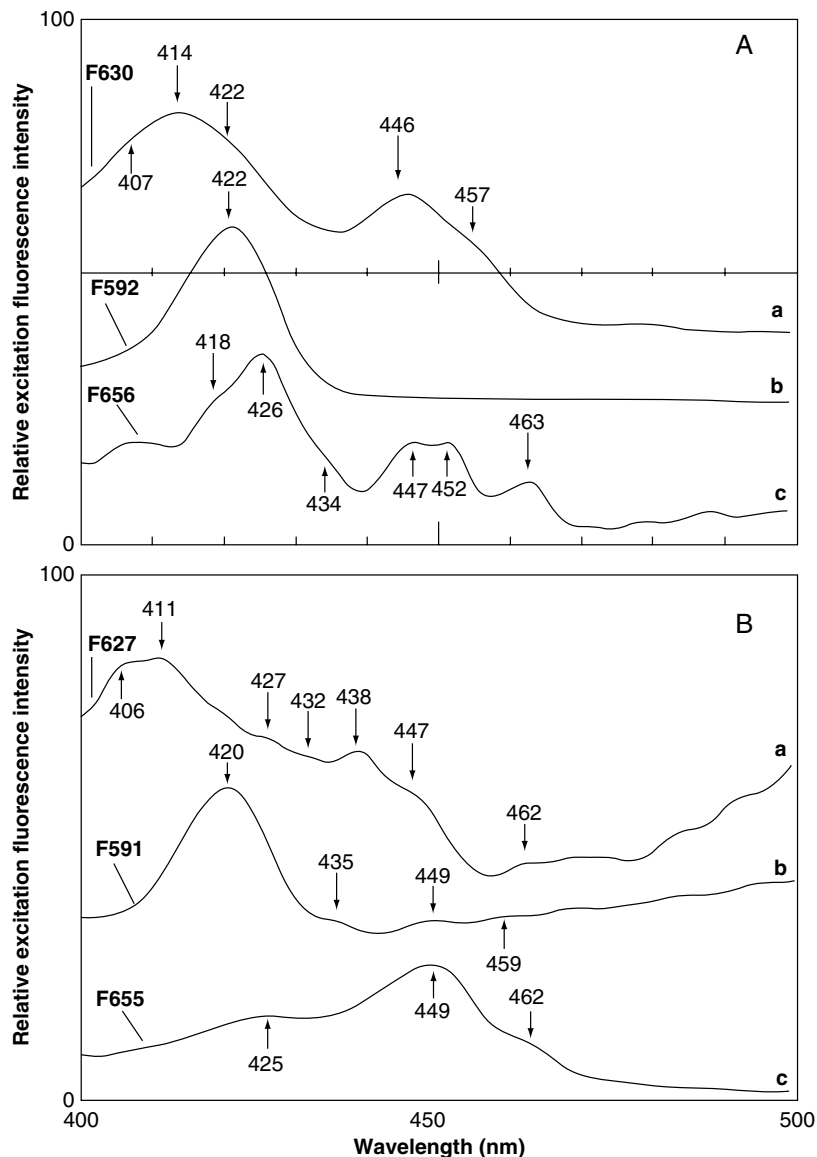 100
A
414
F630
422
446
407
422
457
F592
a
418
b
F656
463
426
434
447 452
c
0
Relative excitation fluorescence intensity
100
B
411
F627
427
432
438
406
447
a
420
462
F591
435
449
b
459
F655
462
449
425
c
0
Relative excitation fluorescence intensity
400
450
500
Wavelength (nm)